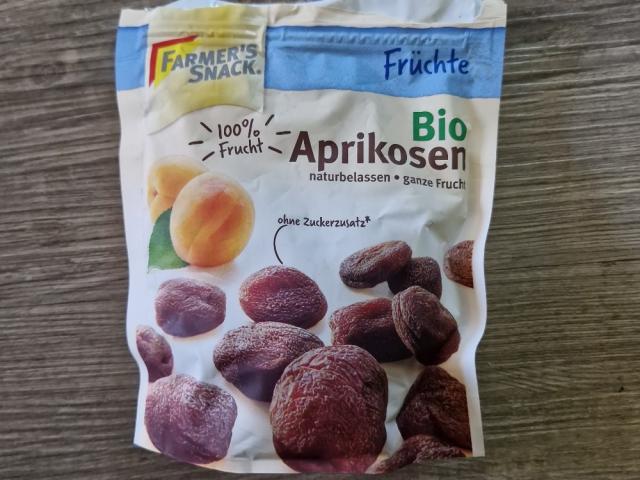 FARMER'S
SNACK.
Früchte
100%
Frucht
Bio
Aprikosen
naturbelassen • ganze Frucht
ohne Zuckerzusatz*